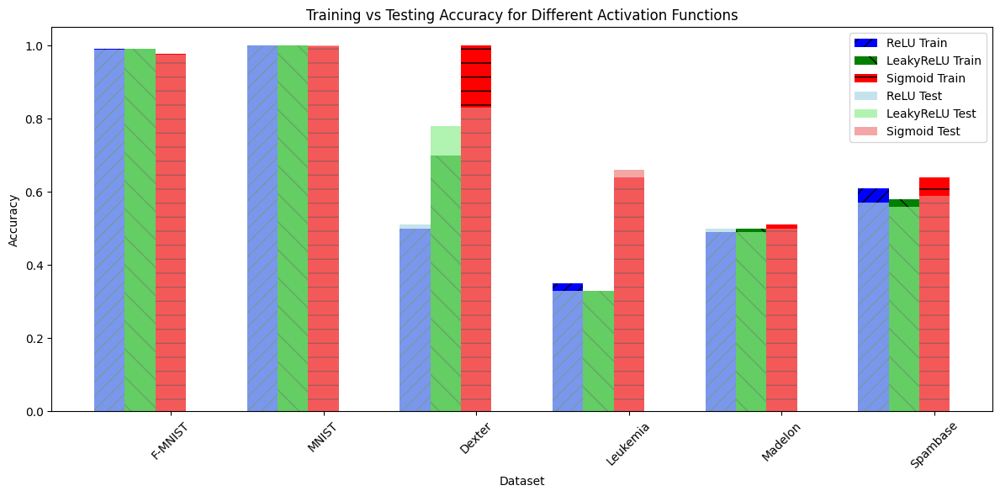 Training vs Testing Accuracy for Different Activation Functions
ReLU Train
LeakyReLU Train
Sigmoid Train
ReLU Test
LeakyReLU Test
Sigmoid Test
Accuracy
1.0
0.8
0.6
0.4
0.2
0.0
F-MNIST
MNIST
Dexter
Leukemia
Madelon
Spambase
Dataset